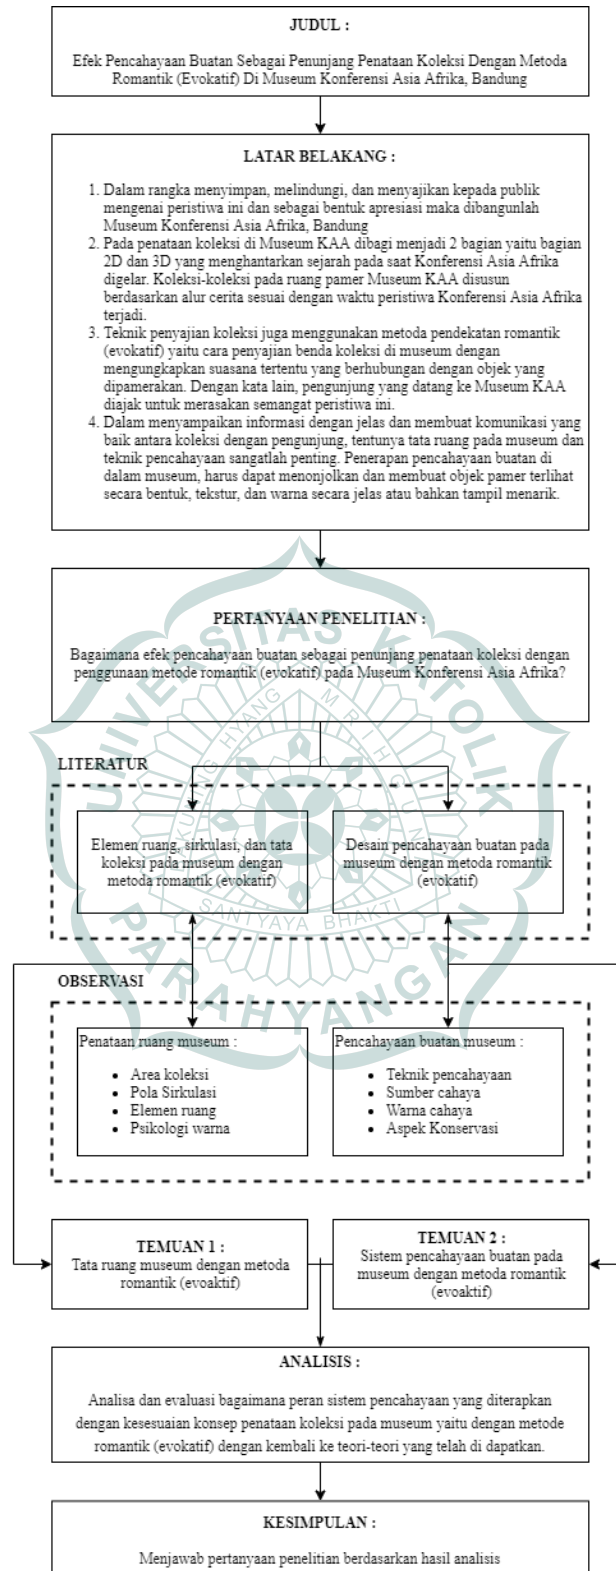 JUDUL :
Efek Pencahayaan Buatan Sebagai Penunjang Penataan Koleksi Dengan Metoda
Romantik (Evokatif) Di Museum Konferensi Asia Afrika, Bandung
LATAR BELAKANG :
1. Dalam rangka menyimpan, melindungi, dan menyajikan kepada publik
mengenai peristiwa ini dan sebagai bentuk apresiasi maka dibangunlah
Museum Konferensi Asia Afrika, Bandung
2. Pada penataan koleksi di Museum KAA dibagi menjadi 2 bagian yaitu bagian
2D dan 3D yang menghantarkan sejarah pada saat Konferensi Asia Afrika
digelar. Koleksi-koleksi pada ruang pamer Museum KAA disusun
berdasarkan alur cerita sesuai dengan waktu peristiwa Konferensi Asia Afrika
terjadi.
3. Teknik penyajian koleksi juga menggunakan metoda pendekatan romantik
(evokatif) yaitu cara penyajian benda koleksi di museum dengan
mengungkapkan suasana tertentu yang berhubungan dengan objek yang
dipamerakan. Dengan kata lain, pengunjung yang datang ke Museum KAA
diajak untuk merasakan semangat peristiwa ini.
4. Dalam menyampaikan informasi dengan jelas dan membuat komunikasi yang
baik antara koleksi dengan pengunjung, tentunya tata ruang pada museum dan
teknik pencahayaan sangatlah penting. Penerapan pencahayaan buatan di
dalam museum, harus dapat menonjolkan dan membuat objek pamer terlihat
secara bentuk, tekstur, dan warna secara jelas atau bahkan tampil menarik.
PERTANYAAN PENELITIAN :
Bagaimana efek pencahayaan buatan sebagai penunjang penataan koleksi dengan
penggunaan metode romantik (evokatif) pada Museum Konferensi Asia Afrika?
UNIVERSITAS KATOLIK
PARAHYANGAN
HYANG MRIH GUNA
SANTYAYA BHAKTI
LITERATUR
Elemen ruang, sirkulasi, dan tata
koleksi pada museum dengan
metoda romantik (evokatif)
Desain pencahayaan buatan pada
museum dengan metoda romantik
(evokatif)
OBSERVASI
Penataan ruang museum :
• Area koleksi
• Pola Sirkulasi
• Elemen ruang
• Psikologi warna
Pencahayaan buatan museum :
• Teknik pencahayaan
• Sumber cahaya
• Warna cahaya
• Aspek Konservasi
TEMUAN 1 :
Tata ruang museum dengan metoda
romantik (evoaktif)
TEMUAN 2 :
Sistem pencahayaan buatan pada
museum dengan metoda romantik
(evoaktif)
ANALISIS :
Analisa dan evaluasi bagaimana peran sistem pencahayaan yang diterapkan
dengan kesesuaian konsep penataan koleksi pada museum yaitu dengan metode
romantik (evokatif) dengan kembali ke teori-teori yang telah di dapatkan.
KESIMPULAN :
Menjawab pertanyaan penelitian berdasarkan hasil analisis